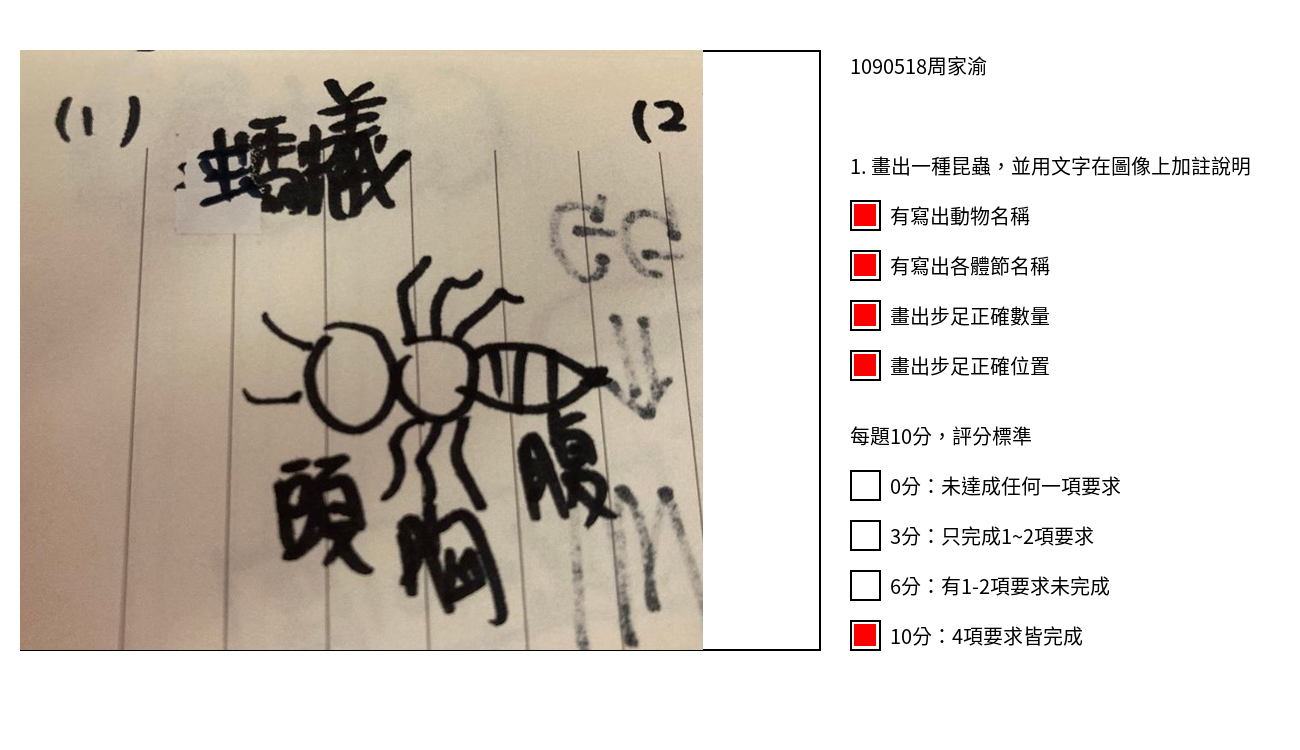 (1)
螞蟻
(2
頭
胸
腹
1090518周家渝
1. 畫出一種昆蟲，並用文字在圖像上加註說明
有寫出動物名稱
有寫出各體節名稱
畫出步足正確數量
畫出步足正確位置
每題10分，評分標準
0分：未達成任何一項要求
3分：只完成1~2項要求
6分：有1-2項要求未完成
10分：4項要求皆完成